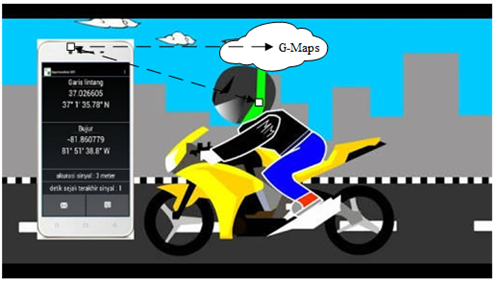 G-Maps
Garis lintang
37.026605
37° 1' 35.78" N
Bujur
-81.860779
81° 51' 38.8" W
akurasi sinyal : 3 meter
detik sejak terakhir sinyal : 1